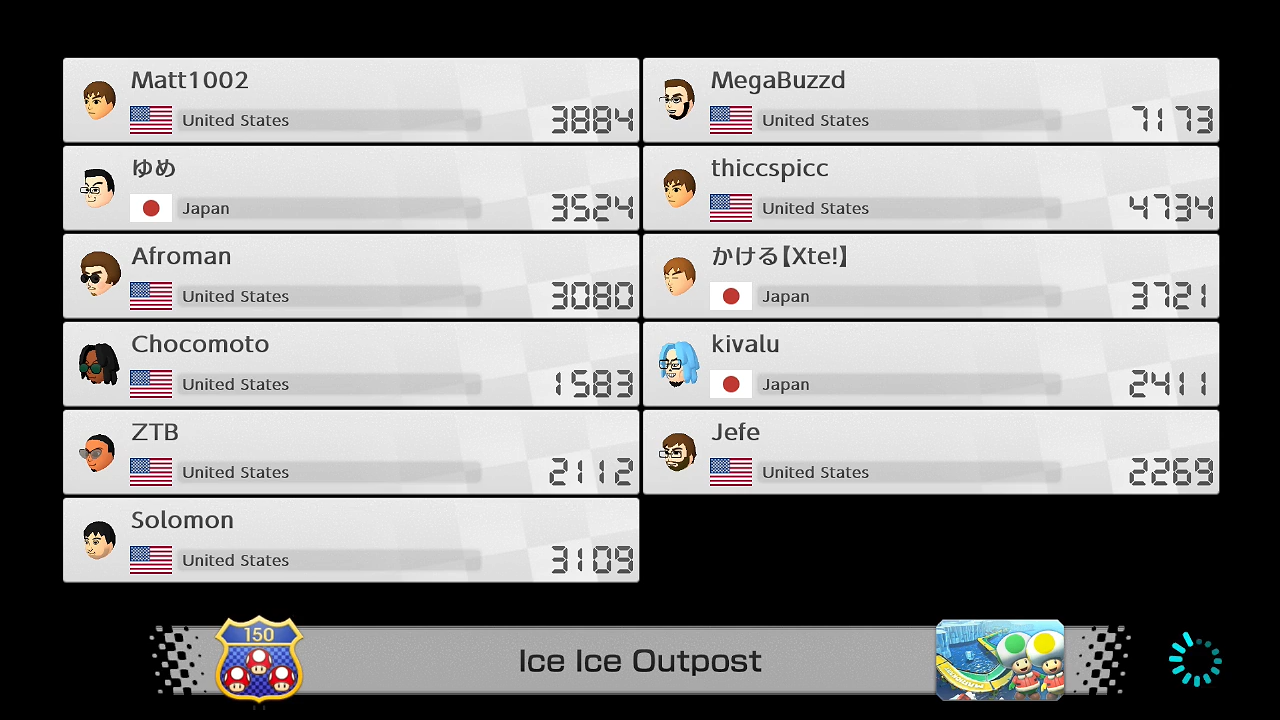 Matt1002
United States
3884
MegaBuzzd
United States
7173
ゆめ
Japan
3524
thiccspicc
United States
4734
Afroman
United States
3080
かける【Xte!】
Japan
3721
Chocomoto
United States
1583
kivalu
Japan
2411
ZTB
United States
2112
Jefe
United States
2269
Solomon
United States
3109
150
Ice Ice Outpost